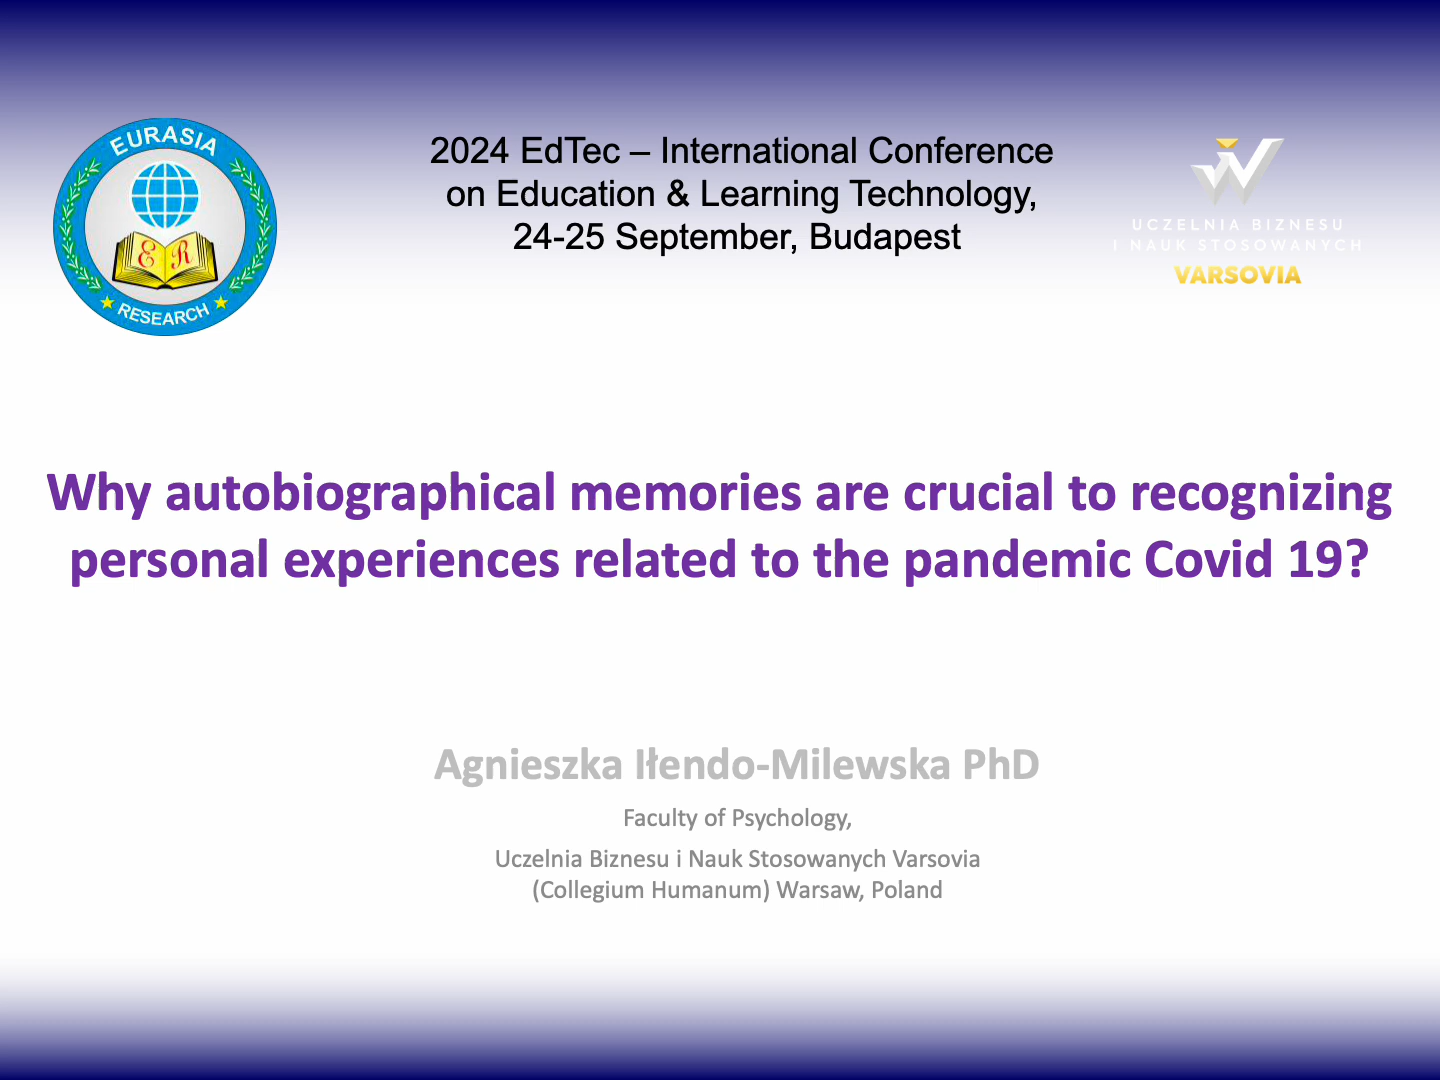 EURASIA
E R
RESEARCH
2024 EdTec – International Conference
on Education & Learning Technology,
24-25 September, Budapest
UCZELNIA BIZNESU
I NAUK STOSOWANYCH
VARSOVIA
Why autobiographical memories are crucial to recognizing
personal experiences related to the pandemic Covid 19?
Agnieszka Iłendo-Milewska PhD
Faculty of Psychology,
Uczelnia Biznesu i Nauk Stosowanych Varsovia
(Collegium Humanum) Warsaw, Poland